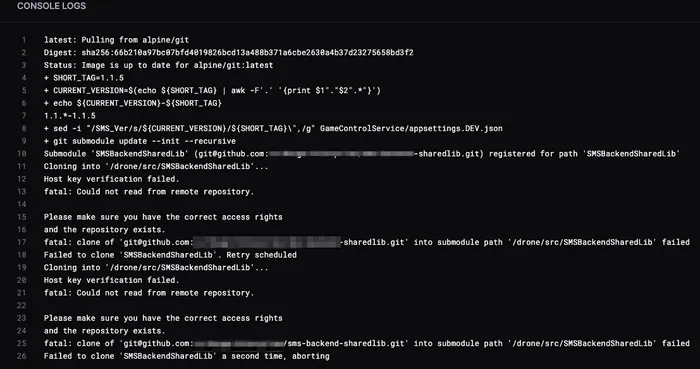 CONSOLE LOGS
1 latest: Pulling from alpine/git
2 Digest: sha256:66b210a97bc07bfd4019826bcd13a488b371a6cbe2630a4b37d23275658bd3f2
3 Status: Image is up to date for alpine/git:latest
4 + SHORT_TAG=1.1.5
5 + CURRENT_VERSION=$(echo ${SHORT_TAG} | awk -F'.' '{print $1"."$2".*"}')
6 + echo ${CURRENT_VERSION}-${SHORT_TAG}
7 1.1.*-1.1.5
8 + sed -i "/SMS_Ver/s/${CURRENT_VERSION}/${SHORT_TAG}\",/g" GameControlService/appsettings.DEV.json
9 + git submodule update --init --recursive
10 Submodule 'SMSBackendSharedLib' (git@github.com: -sharedlib.git) registered for path 'SMSBackendSharedLib'
11 Cloning into '/drone/src/SMSBackendSharedLib'...
12 Host key verification failed.
13 fatal: Could not read from remote repository.
14
15 Please make sure you have the correct access rights
16 and the repository exists.
17 fatal: clone of 'git@github.com: -sharedlib.git' into submodule path '/drone/src/SMSBackendSharedLib' failed
18 Failed to clone 'SMSBackendSharedLib'. Retry scheduled
19 Cloning into '/drone/src/SMSBackendSharedLib'...
20 Host key verification failed.
21 fatal: Could not read from remote repository.
22
23 Please make sure you have the correct access rights
24 and the repository exists.
25 fatal: clone of 'git@github.com: /sms-backend-sharedlib.git' into submodule path '/drone/src/SMSBackendSharedLib' failed
26 Failed to clone 'SMSBackendSharedLib' a second time, aborting